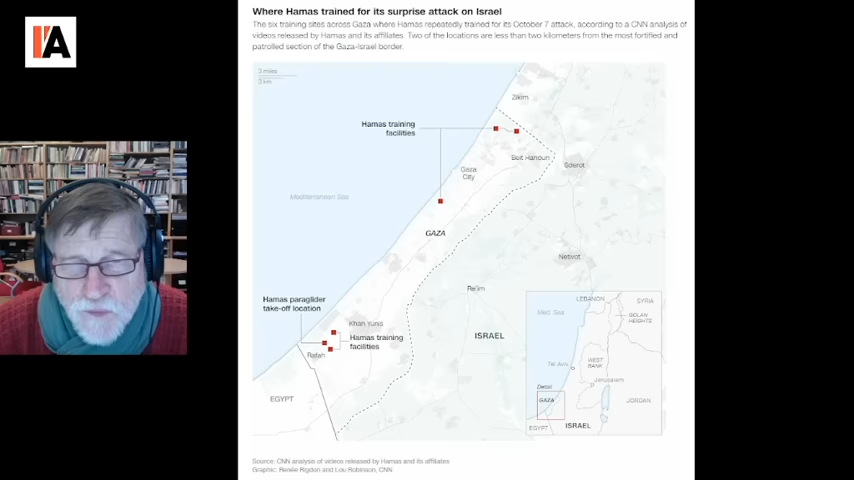 IA
Where Hamas trained for its surprise attack on Israel
The six training sites across Gaza where Hamas repeatedly trained for its October 7 attack, according to a CNN analysis of
videos released by Hamas and its affiliates. Two of the locations are less than two kilometers from the most fortified and
patrolled section of the Gaza-Israel border.
3 miles
3 km
Zikim
Hamas training
facilities
Beit Hanoun
Sderot
Gaza
City
Mediterranean Sea
GAZA
Netivot
Re'im
Hamas paraglider
take-off location
Khan Yunis
Hamas training
facilities
Rafah
ISRAEL
EGYPT
LEBANON
SYRIA
Med. Sea
GOLAN
HEIGHTS
Tel Aviv
WEST
BANK
Jerusalem
Detail
GAZA
JORDAN
EGYPT
ISRAEL
Source: CNN analysis of videos released by Hamas and its affiliates
Graphic: Renée Rigdon and Lou Robinson, CNN